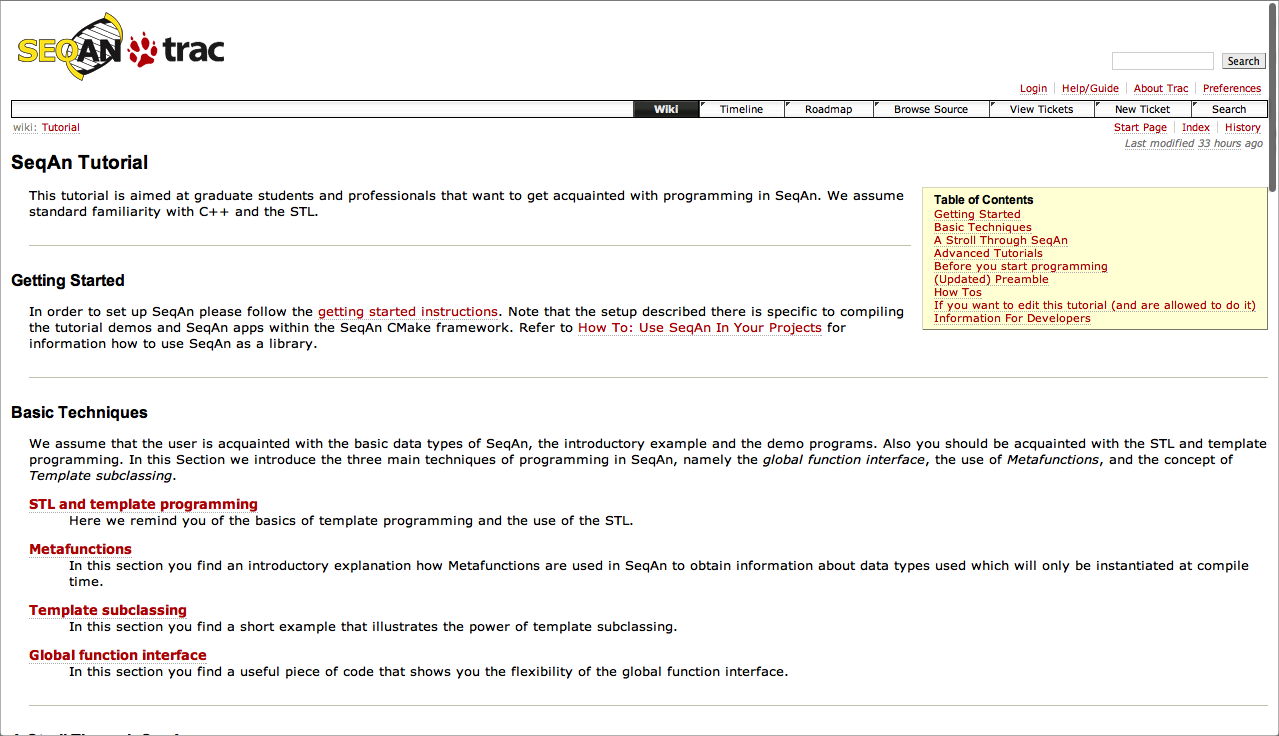 SEQAN trac
Search
Login Help/Guide About Trac Preferences
Wiki Timeline Roadmap Browse Source View Tickets New Ticket Search
wiki: Tutorial
Start Page Index History
Last modified 33 hours ago
SeqAn Tutorial
This tutorial is aimed at graduate students and professionals that want to get acquainted with programming in SeqAn. We assume
standard familiarity with C++ and the STL.
Table of Contents
Getting Started
Basic Techniques
A Stroll Through SeqAn
Advanced Tutorials
Before you start programming
(Updated) Preamble
How Tos
If you want to edit this tutorial (and are allowed to do it)
Information For Developers
Getting Started
In order to set up SeqAn please follow the getting started instructions. Note that the setup described there is specific to compiling
the tutorial demos and SeqAn apps within the SeqAn CMake framework. Refer to How To: Use SeqAn In Your Projects for
information how to use SeqAn as a library.
Basic Techniques
We assume that the user is acquainted with the basic data types of SeqAn, the introductory example and the demo programs. Also you should be acquainted with the STL and template
programming. In this Section we introduce the three main techniques of programming in SeqAn, namely the global function interface, the use of Metafunctions, and the concept of
Template subclassing.
STL and template programming
Here we remind you of the basics of template programming and the use of the STL.
Metafunctions
In this section you find an introductory explanation how Metafunctions are used in SeqAn to obtain information about data types used which will only be instantiated at compile
time.
Template subclassing
In this section you find a short example that illustrates the power of template subclassing.
Global function interface
In this section you find a useful piece of code that shows you the flexibility of the global function interface.